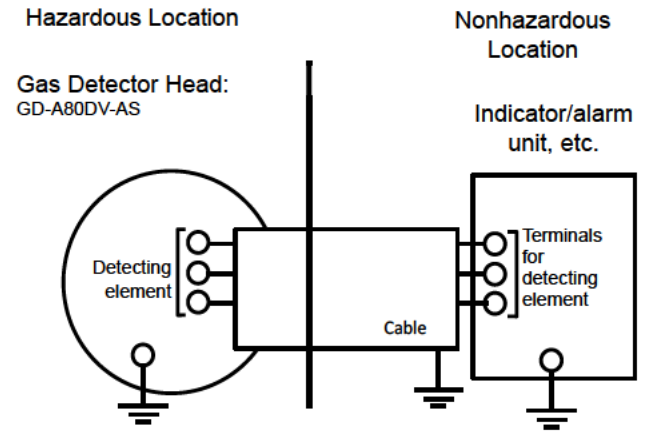 Hazardous Location
Nonhazardous
Location
Gas Detector Head:
GD-A80DV-AS
Indicator/alarm
unit, etc.
Detecting
element
Terminals
for
detecting
element
Cable